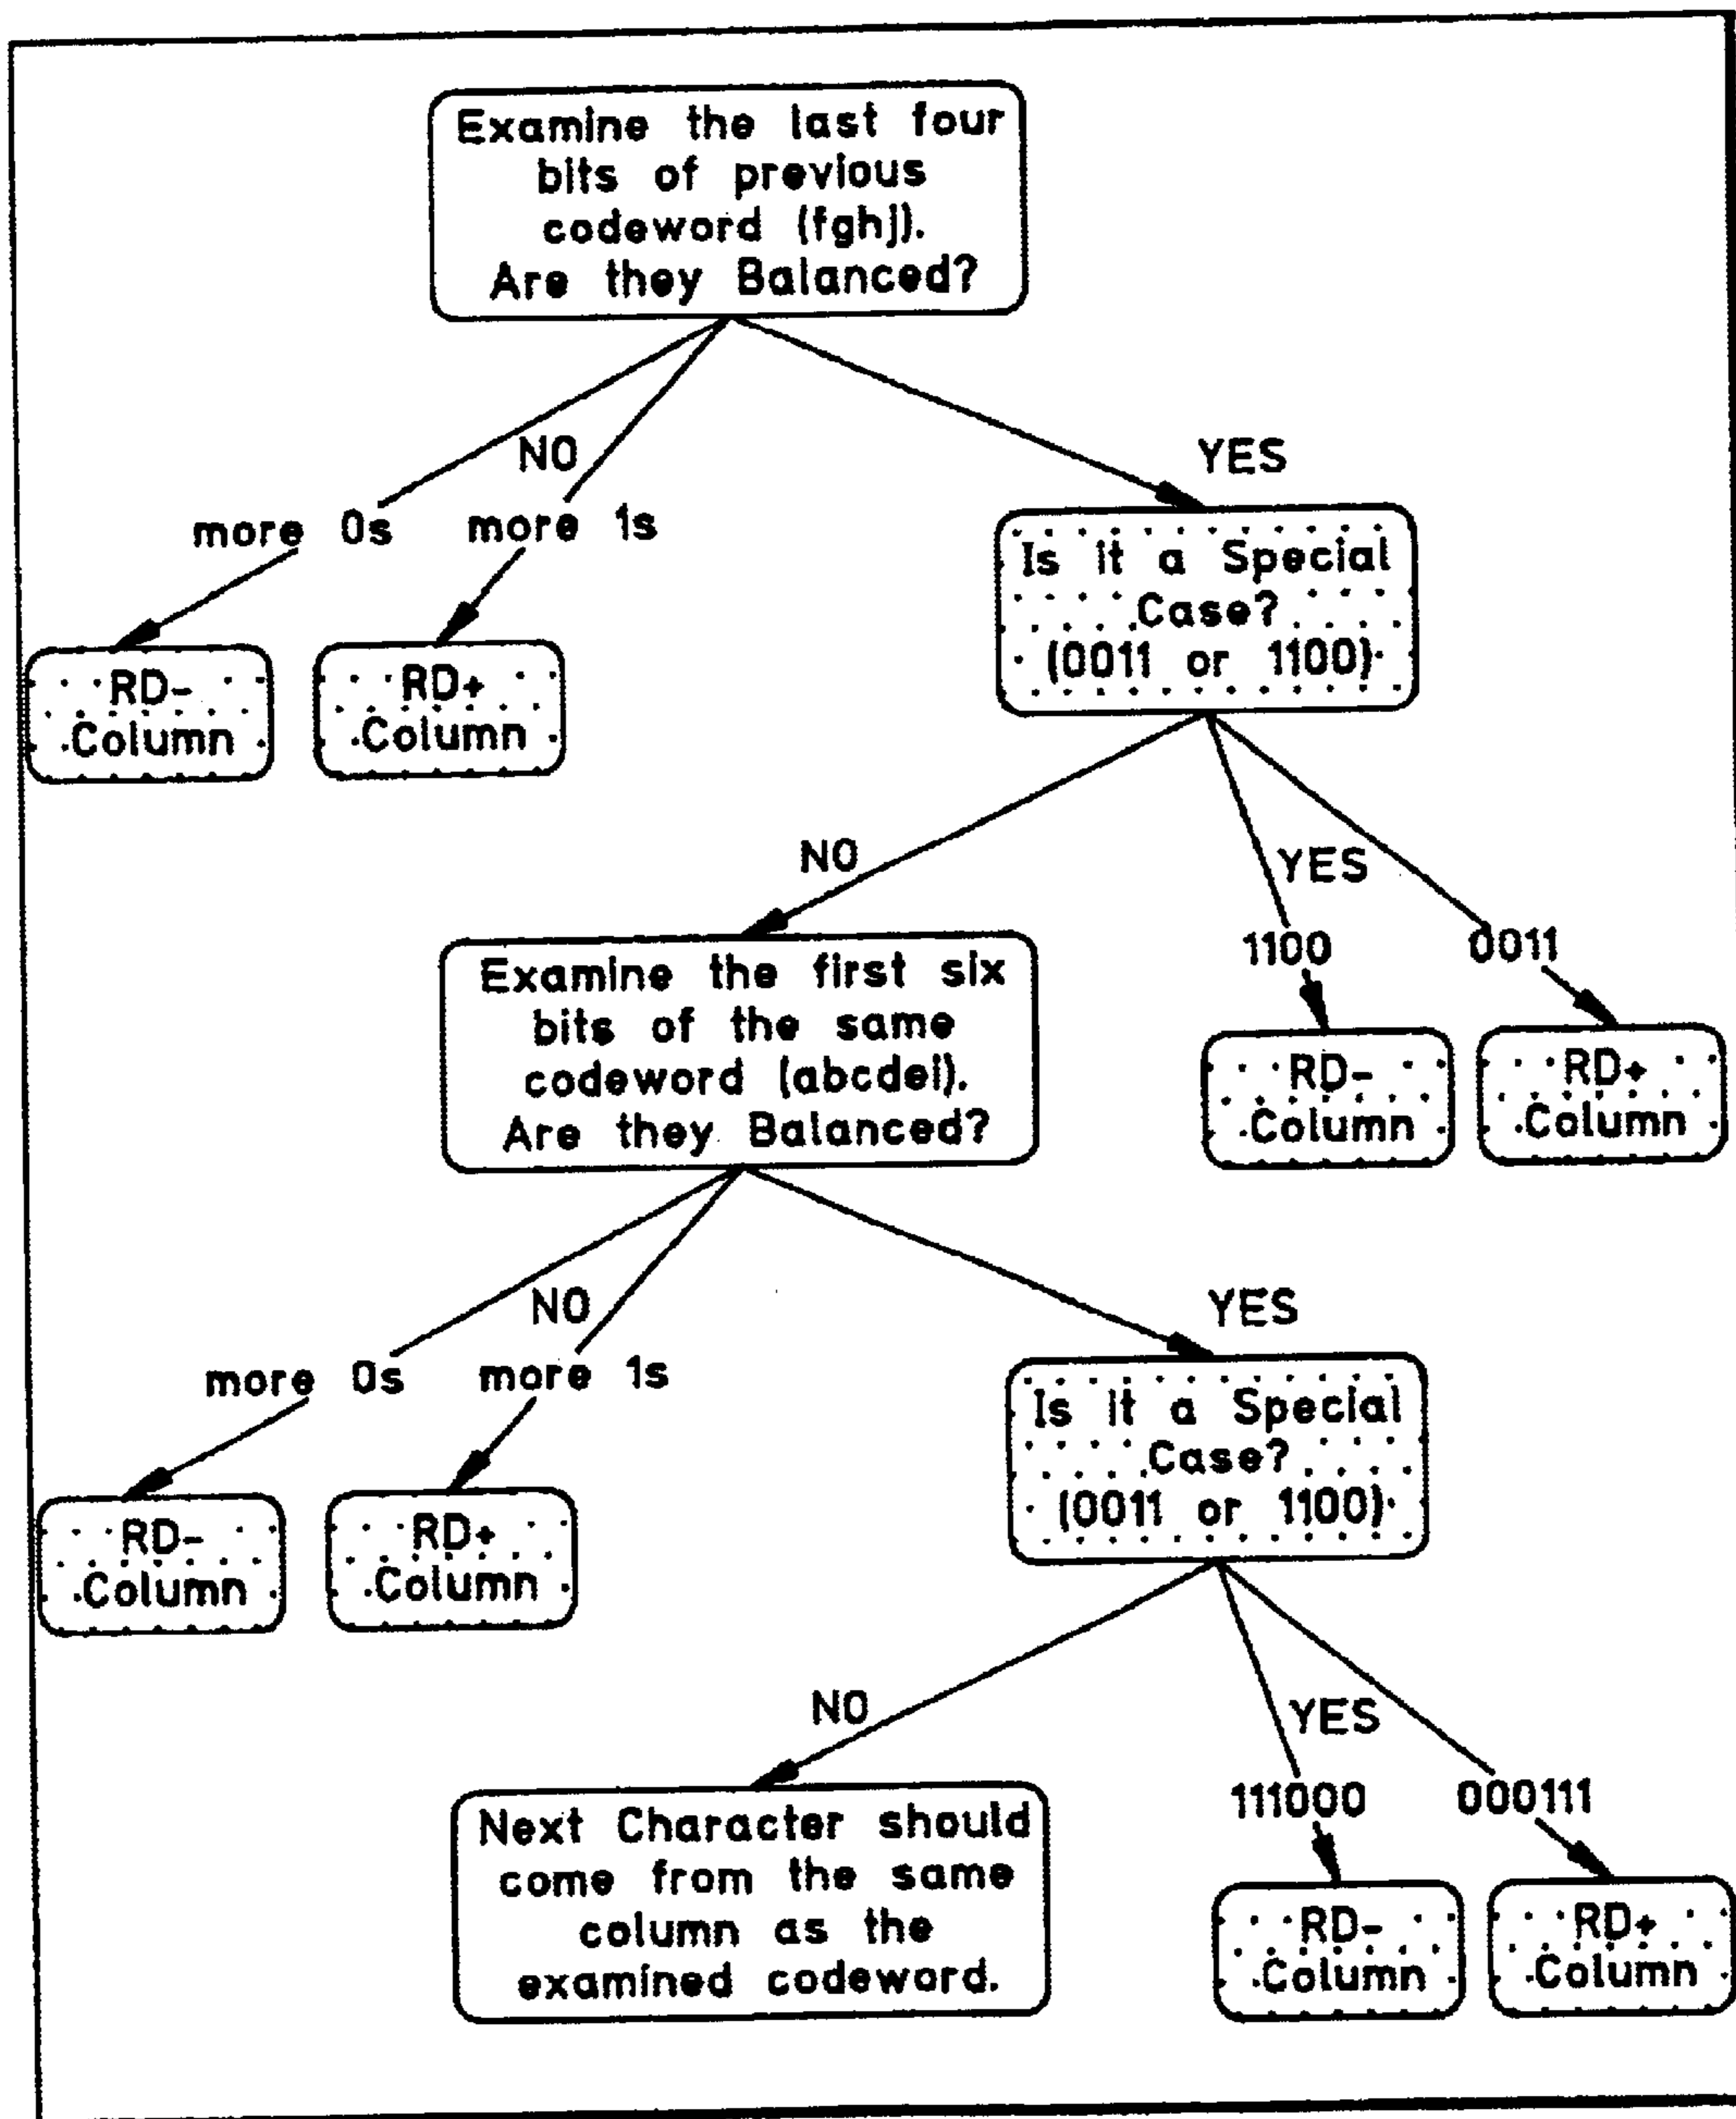 Examine the last four
bits of previous
codeword (fghj).
Are they Balanced?
NO
YES
more 0s
more 1s
Is it a Special
Case?
(0011 or 1100)
RD-
Column
RD+
Column
NO
YES
1100
0011
Examine the first six
bits of the same
codeword (abcdei).
Are they Balanced?
RD-
Column
RD+
Column
NO
YES
more 0s
more 1s
Is it a Special
Case?
(0011 or 1100)
RD-
Column
RD+
Column
NO
YES
111000
000111
Next Character should
come from the same
column as the
examined codeword.
RD-
Column
RD+
Column